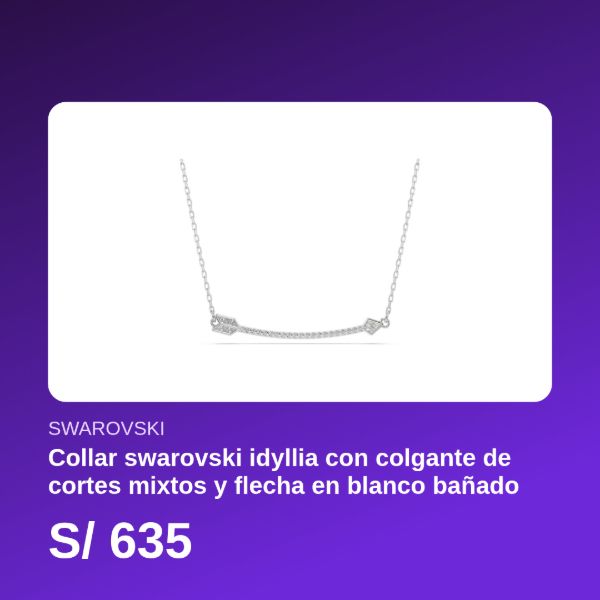 SWAROVSKI
Collar swarovski idyllia con colgante de
cortes mixtos y flecha en blanco bañado
S/ 635